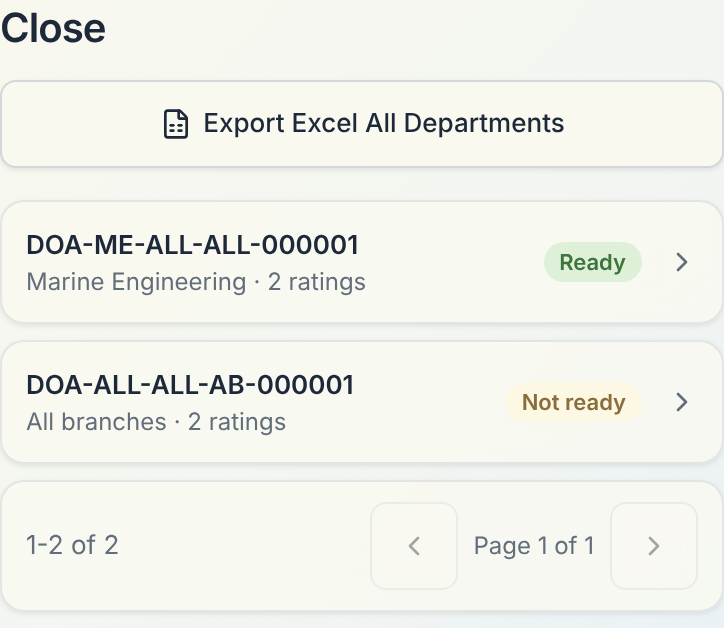 Close
Export Excel All Departments
DOA-ME-ALL-ALL-000001
Marine Engineering · 2 ratings
Ready
DOA-ALL-ALL-AB-000001
All branches · 2 ratings
Not ready
1-2 of 2
Page 1 of 1